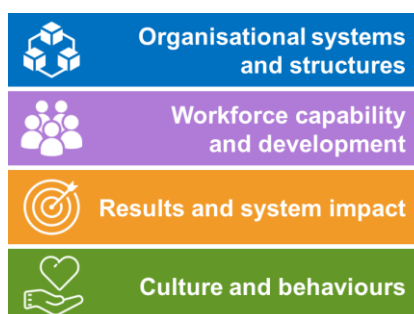 Organisational systems
and structures
Workforce capability
and development
Results and system impact
Culture and behaviours